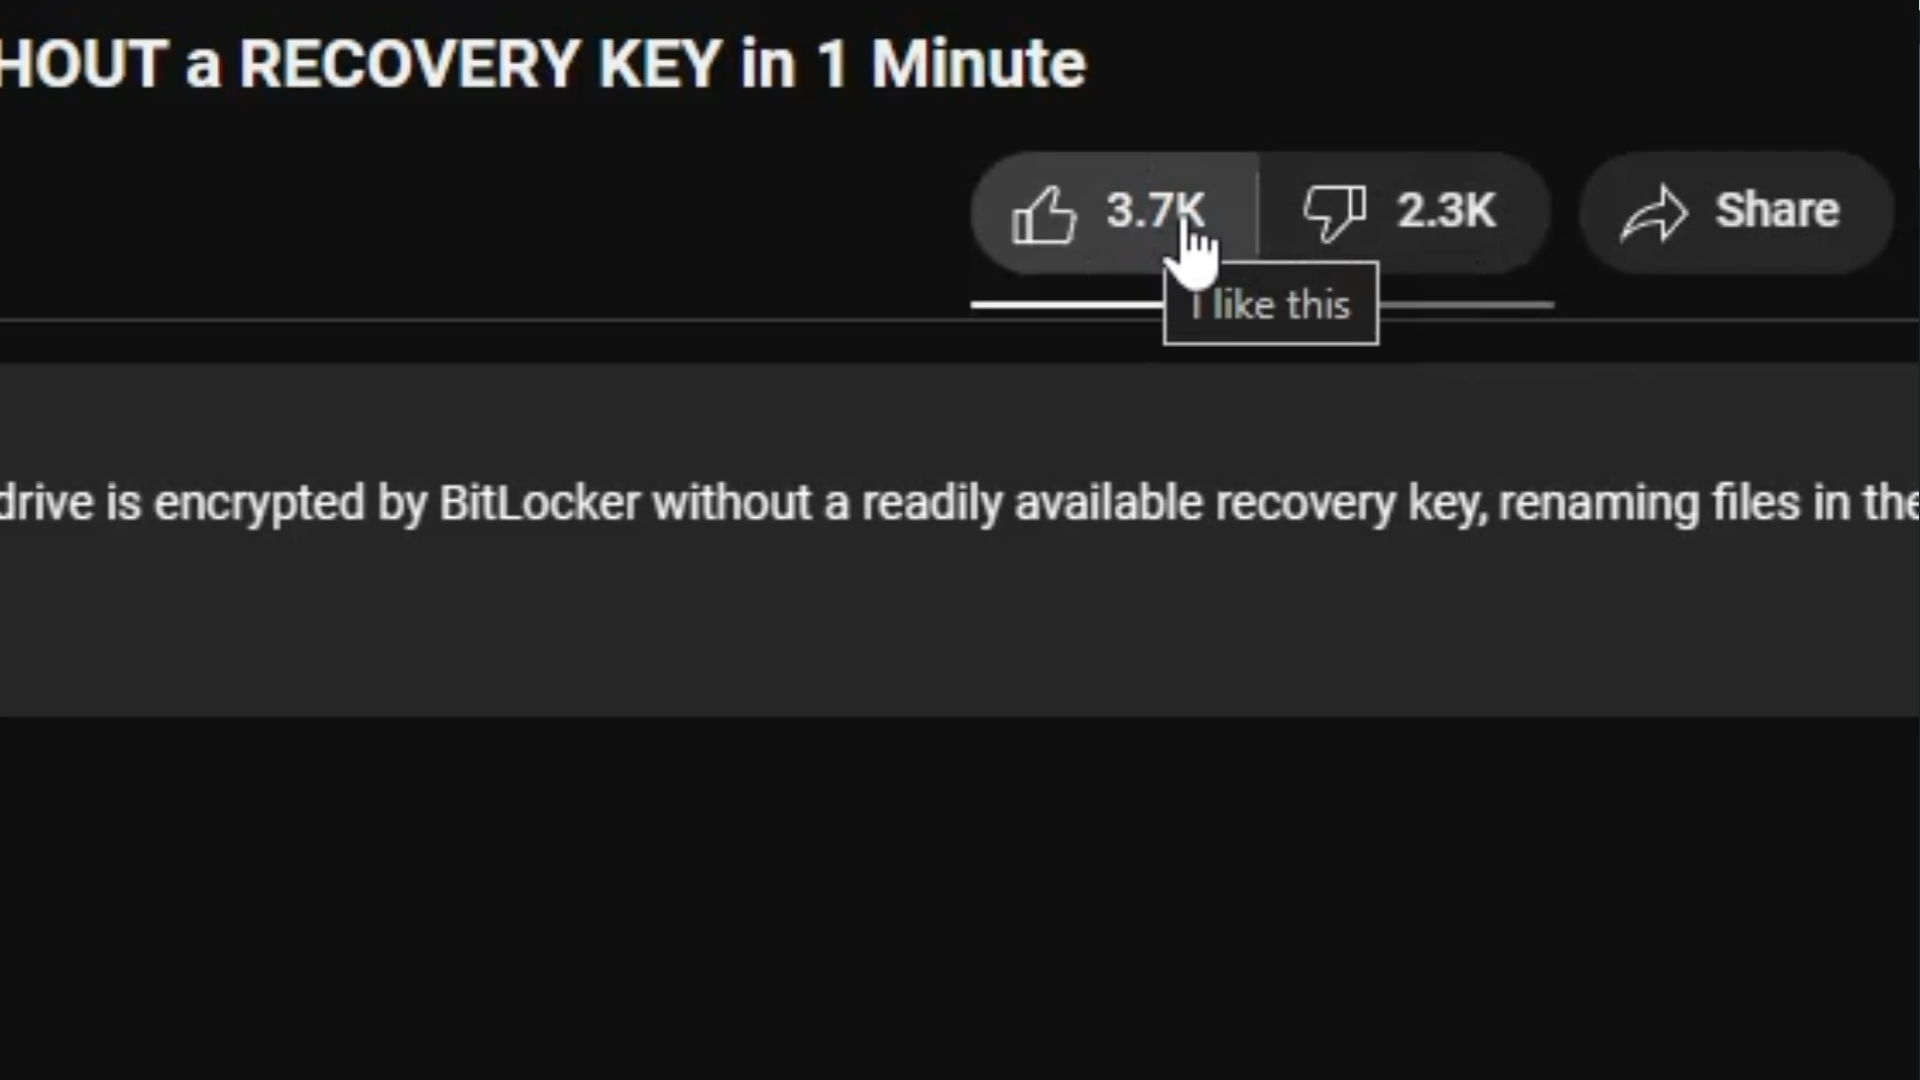 HOUT a RECOVERY KEY in 1 Minute
3.7K 2.3K Share
I like this
drive is encrypted by BitLocker without a readily available recovery key, renaming files in the